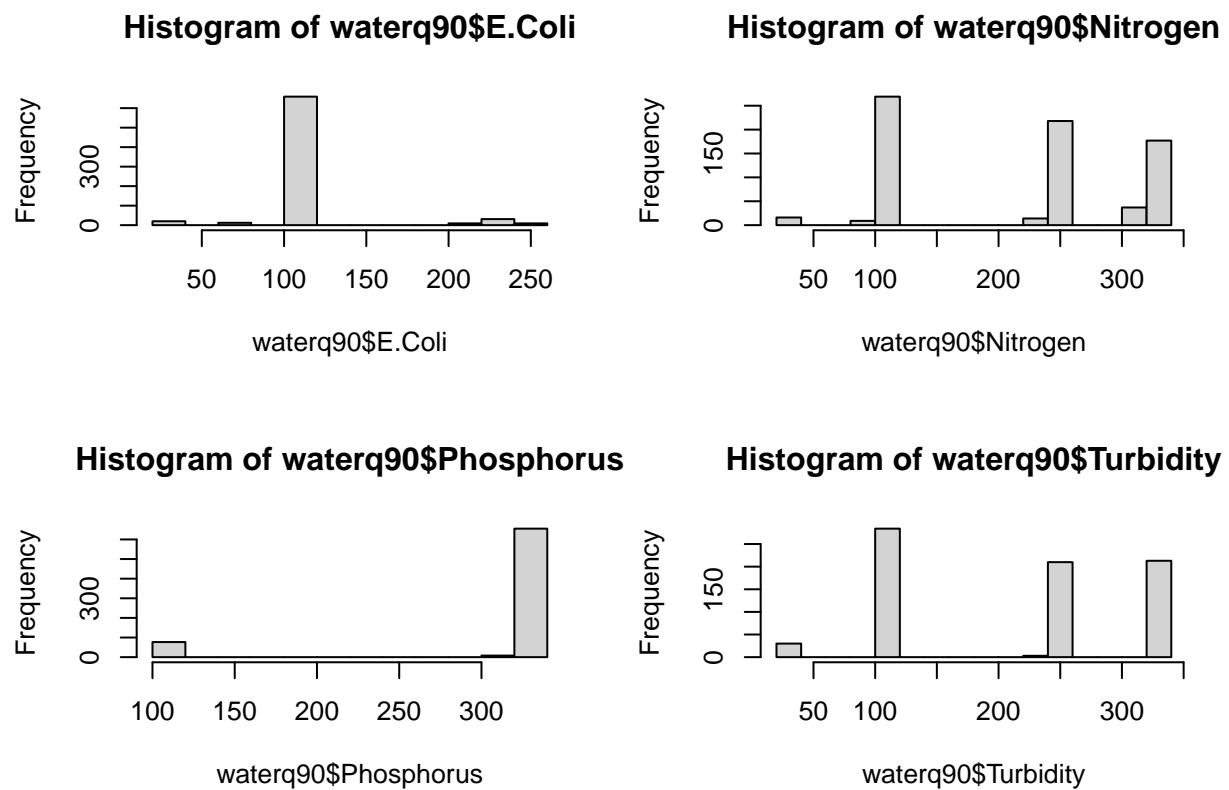 Histogram of waterq90$E.Coli
Frequency
0 300
50 100 150 200 250
waterq90$E.Coli
Histogram of waterq90$Nitrogen
Frequency
0 150
50 100 200 300
waterq90$Nitrogen
Histogram of waterq90$Phosphorus
Frequency
0 300
100 150 200 250 300
waterq90$Phosphorus
Histogram of waterq90$Turbidity
Frequency
0 150
50 100 200 300
waterq90$Turbidity